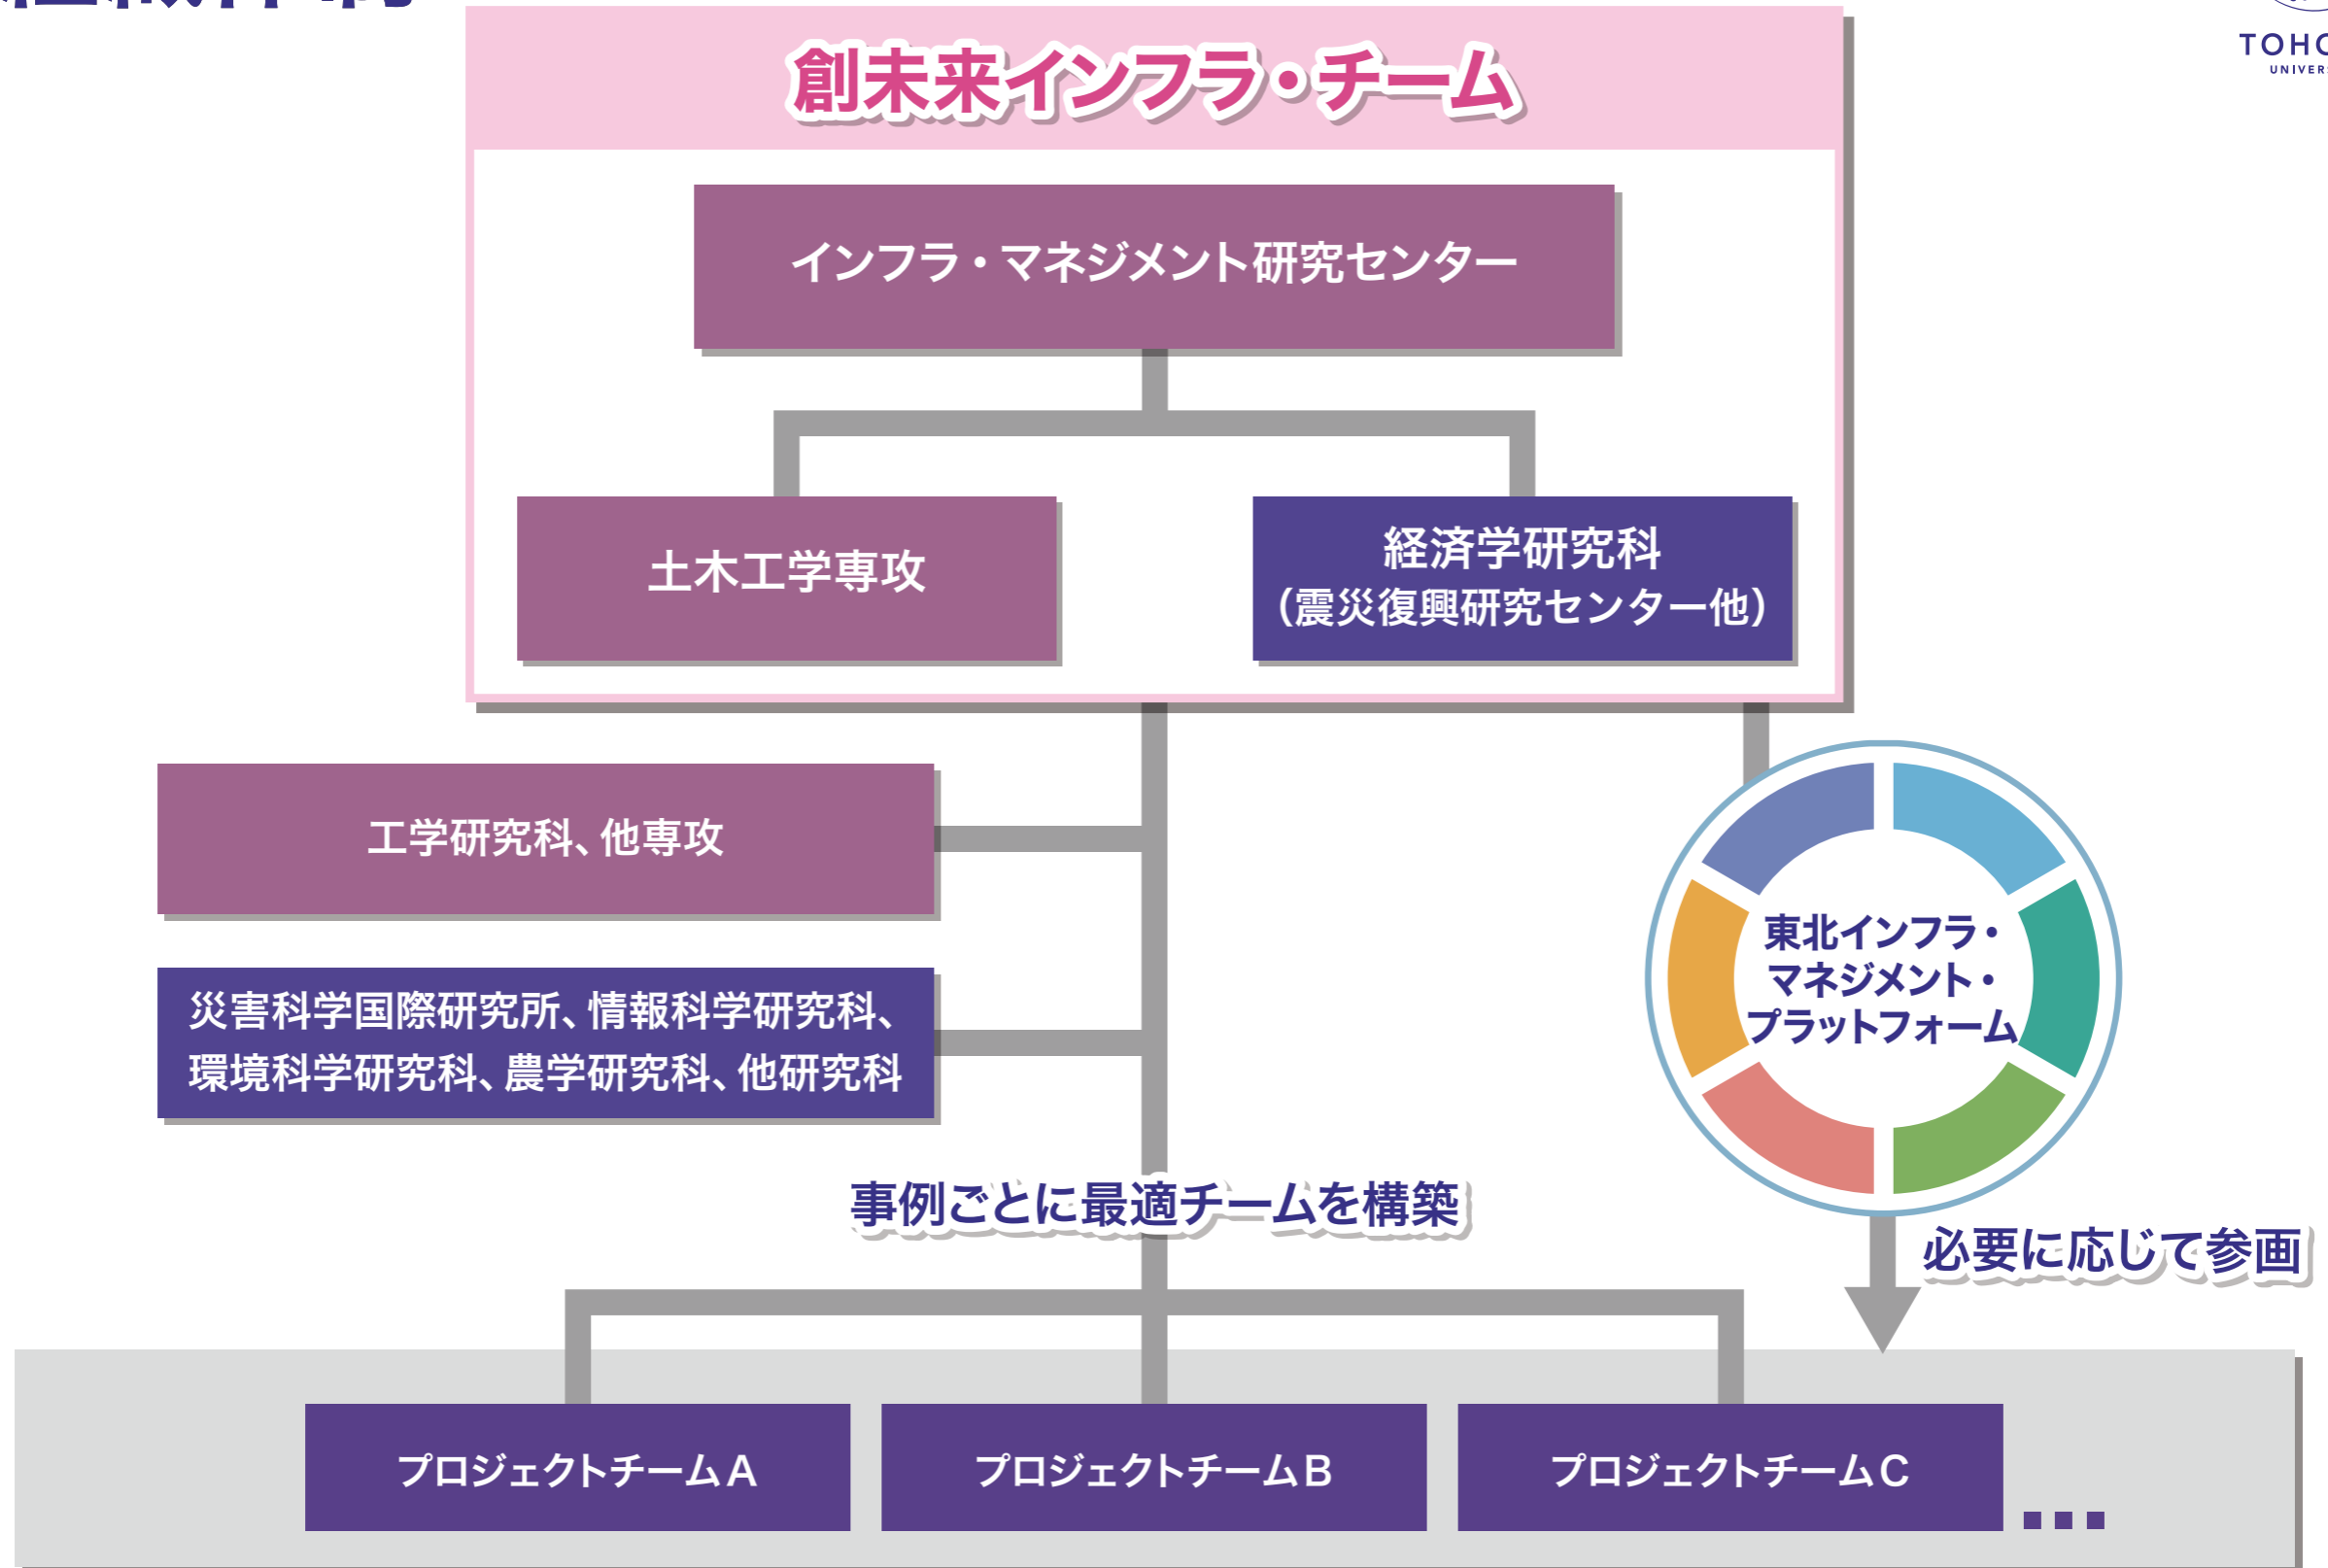 創未来インフラ・チーム
インフラ・マネジメント研究センター
土木工学専攻
経済学研究科
（震災復興研究センター他）
工学研究科、他専攻
災害科学国際研究所、情報科学研究科、
環境科学研究科、農学研究科、他研究科
東北インフラ・
マネジメント・
プラットフォーム
事例ごとに最適チームを構築
必要に応じて参画
プロジェクトチームA
プロジェクトチームB
プロジェクトチームC
…